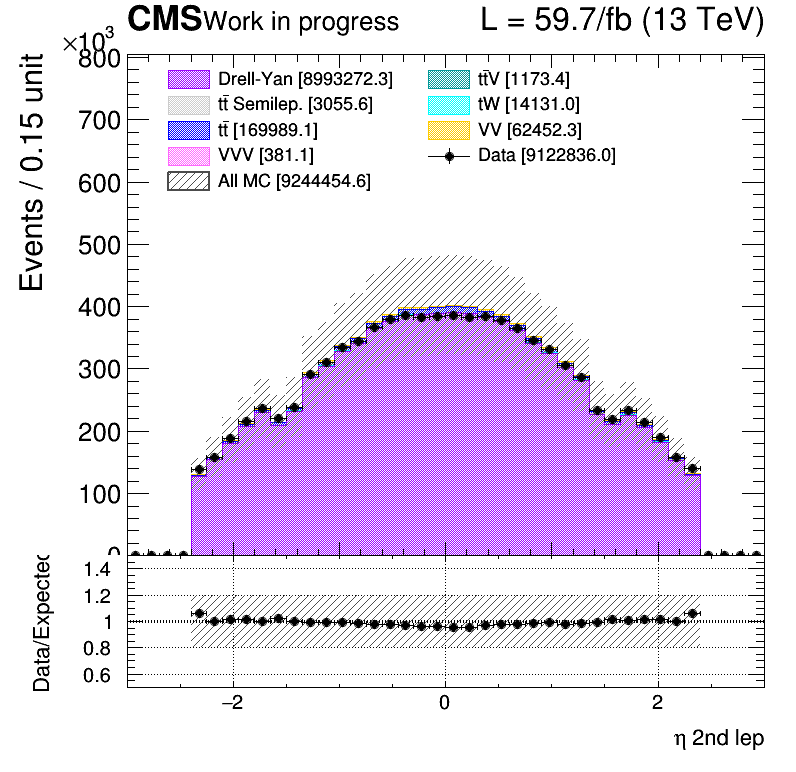 CMS Work in progress L = 59.7/fb (13 TeV)
×10³
Events / 0.15 unit
800
700
600
500
400
300
200
100
0
Drell-Yan [8993272.3]
tt̄ Semilep. [3055.6]
tt̄ [169989.1]
VVV [381.1]
All MC [9244454.6]
tt̄V [1173.4]
tW [14131.0]
VV [62452.3]
Data [9122836.0]
Data/Expected
1.4
1.2
1
0.8
0.6
−2 0 2
η 2nd lep